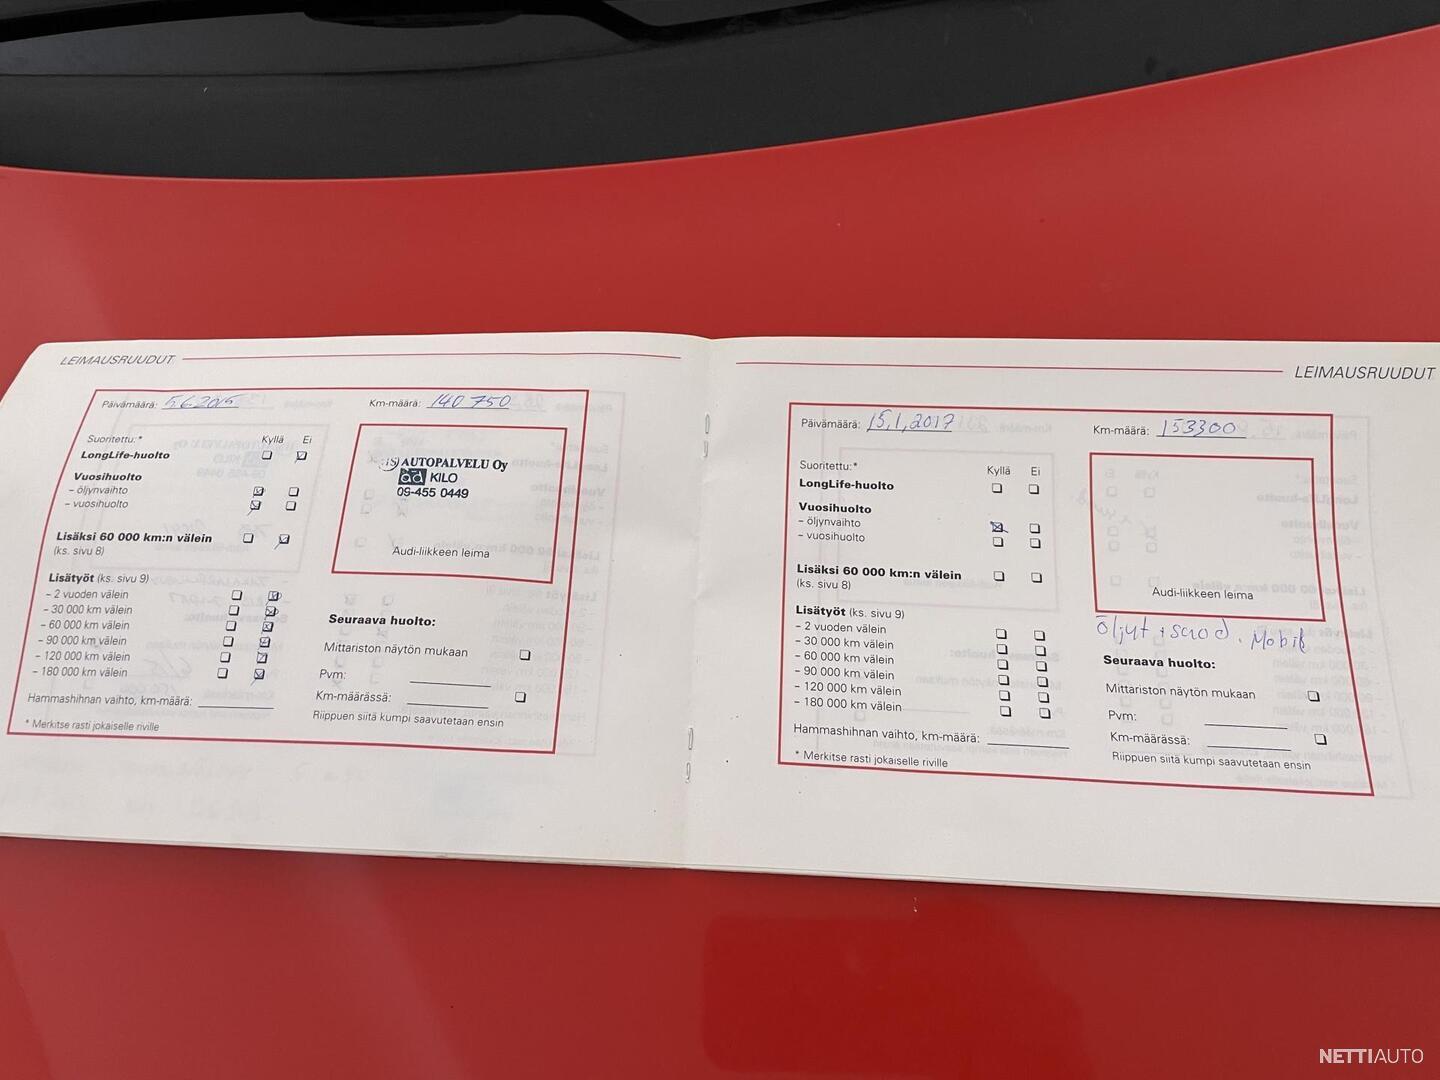 LEIMAUSRUUDUT
Päivämäärä: 5.6.2015 Km-määrä: 140 750
Suoritettu:* Kyllä Ei
LongLife-huolto
Vuosihuolto
– öljynvaihto
– vuosihuolto
Lisäksi 60 000 km:n välein
(ks. sivu 8)
Lisätyöt (ks. sivu 9)
– 2 vuoden välein
– 30 000 km välein
– 60 000 km välein
– 90 000 km välein
– 120 000 km välein
– 180 000 km välein
Hammashihnan vaihto, km-määrä:
* Merkitse rasti jokaiselle riville
AUTOPALVELU Oy
ad KILO
09-455 0449
Audi-liikkeen leima
Seuraava huolto:
Mittariston näytön mukaan
Pvm:
Km-määrässä:
Riippuen siitä kumpi saavutetaan ensin
LEIMAUSRUUDUT
Päivämäärä: 15.1.2017 Km-määrä: 153300
Suoritettu:* Kyllä Ei
LongLife-huolto
Vuosihuolto
– öljynvaihto
– vuosihuolto
Lisäksi 60 000 km:n välein
(ks. sivu 8)
Lisätyöt (ks. sivu 9)
– 2 vuoden välein
– 30 000 km välein
– 60 000 km välein
– 90 000 km välein
– 120 000 km välein
– 180 000 km välein
Hammashihnan vaihto, km-määrä:
* Merkitse rasti jokaiselle riville
Audi-liikkeen leima
öljyt + suod. Mobil
Seuraava huolto:
Mittariston näytön mukaan
Pvm:
Km-määrässä:
Riippuen siitä kumpi saavutetaan ensin
NETTIAUTO